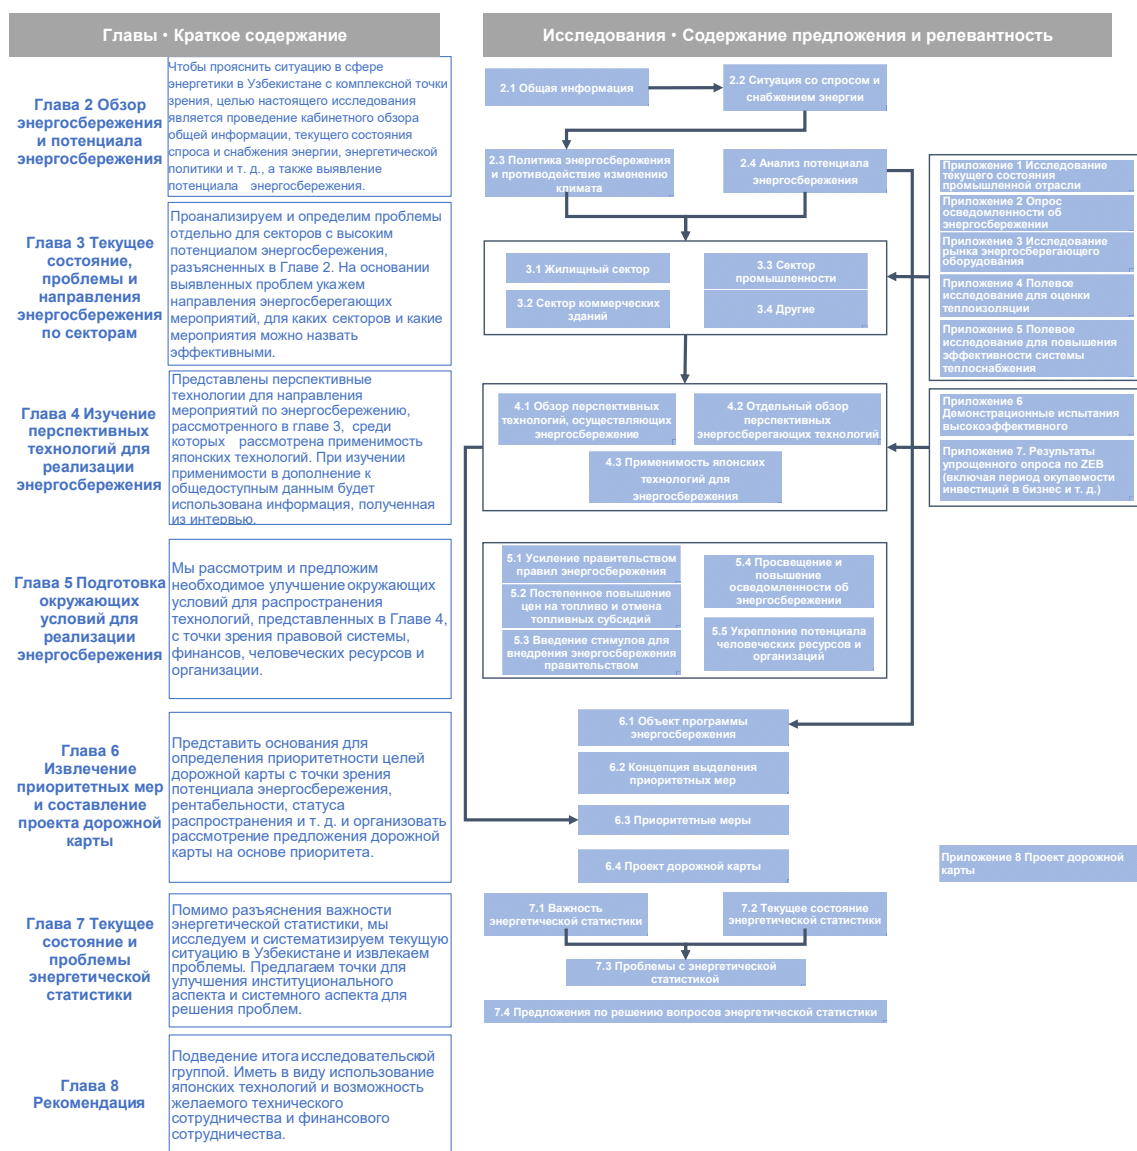 Главы・Краткое содержание
Исследования・Содержание предложения и релевантность
Глава 2 Обзор
энергосбережения
и потенциала
энергосбережения
Чтобы прояснить ситуацию в сфере
энергетики в Узбекистане с комплексной точки
зрения, целью настоящего исследования
является проведение кабинетного обзора
общей информации, текущего состояния
спроса и снабжения энергии, энергетической
политики и т. д., а также выявление
потенциала энергосбережения.
2.1 Общая информация
2.2 Ситуация со спросом и
снабжением энергии
2.3 Политика энергосбережения
и противодействие изменению
климата
2.4 Анализ потенциала
энергосбережения
Приложение 1 Исследование
текущего состояния
промышленной отрасли
Приложение 2 Опрос
осведомленности об
энергосбережении
Приложение 3 Исследование
рынка энергосберегающего
оборудования
Приложение 4 Полевое
исследование для оценки
теплоизоляции
Приложение 5 Полевое
исследование для повышения
эффективности системы
теплоснабжения
Глава 3 Текущее
состояние,
проблемы и
направления
энергосбережения
по секторам
Проанализируем и определим проблемы
отдельно для секторов с высоким
потенциалом энергосбережения,
разъясненных в Главе 2. На основании
выявленных проблем укажем
направления энергосберегающих
мероприятий, для каких секторов и какие
мероприятия можно назвать
эффективными.
3.1 Жилищный сектор
3.2 Сектор коммерческих
зданий
3.3 Сектор
промышленности
3.4 Другие
Глава 4 Изучение
перспективных
технологий для
реализации
энергосбережения
Представлены перспективные
технологии для направления
мероприятий по энергосбережению,
рассмотренного в главе 3, среди
которых рассмотрена применимость
японских технологий. При изучении
применимости в дополнение к
общедоступным данным будет
использована информация, полученная
из интервью.
4.1 Обзор перспективных
технологий, осуществляющих
энергосбережение
4.2 Отдельный обзор
перспективных
энергосберегающих технологий
4.3 Применимость японских
технологий для
энергосбережения
Приложение 6
Демонстрационные испытания
высокоэффективного
Приложение 7. Результаты
упрощенного опроса по ZEB
(включая период окупаемости
инвестиций в бизнес и т. д.)
Глава 5 Подготовка
окружающих
условий для
реализации
энергосбережения
Мы рассмотрим и предложим
необходимое улучшение окружающих
условий для распространения
технологий, представленных в Главе 4,
с точки зрения правовой системы,
финансов, человеческих ресурсов и
организации.
5.1 Усиление правительством
правил энергосбережения
5.2 Постепенное повышение
цен на топливо и отмена
топливных субсидий
5.3 Введение стимулов для
внедрения энергосбережения
правительством
5.4 Просвещение и
повышение
осведомленности об
энергосбережении
5.5 Укрепление потенциала
человеческих ресурсов и
организаций
Глава 6
Извлечение
приоритетных мер
и составление
проекта дорожной
карты
Представить основания для
определения приоритетности целей
дорожной карты с точки зрения
потенциала энергосбережения,
рентабельности, статуса
распространения и т. д. и организовать
рассмотрение предложения дорожной
карты на основе приоритета.
6.1 Объект программы
энергосбережения
6.2 Концепция выделения
приоритетных мер
6.3 Приоритетные меры
6.4 Проект дорожной карты
Приложение 8 Проект дорожной
карты
Глава 7 Текущее
состояние и
проблемы
энергетической
статистики
Помимо разъяснения важности
энергетической статистики, мы
исследуем и систематизируем текущую
ситуацию в Узбекистане и извлекаем
проблемы. Предлагаем точки для
улучшения институционального
аспекта и системного аспекта для
решения проблем.
7.1 Важность
энергетической статистики
7.2 Текущее состояние
энергетической статистики
7.3 Проблемы с энергетической
статистикой
7.4 Предложения по решению вопросов энергетической статистики
Глава 8
Рекомендация
Подведение итога исследовательской
группой. Иметь в виду использование
японских технологий и возможность
желаемого технического
сотрудничества и финансового
сотрудничества.